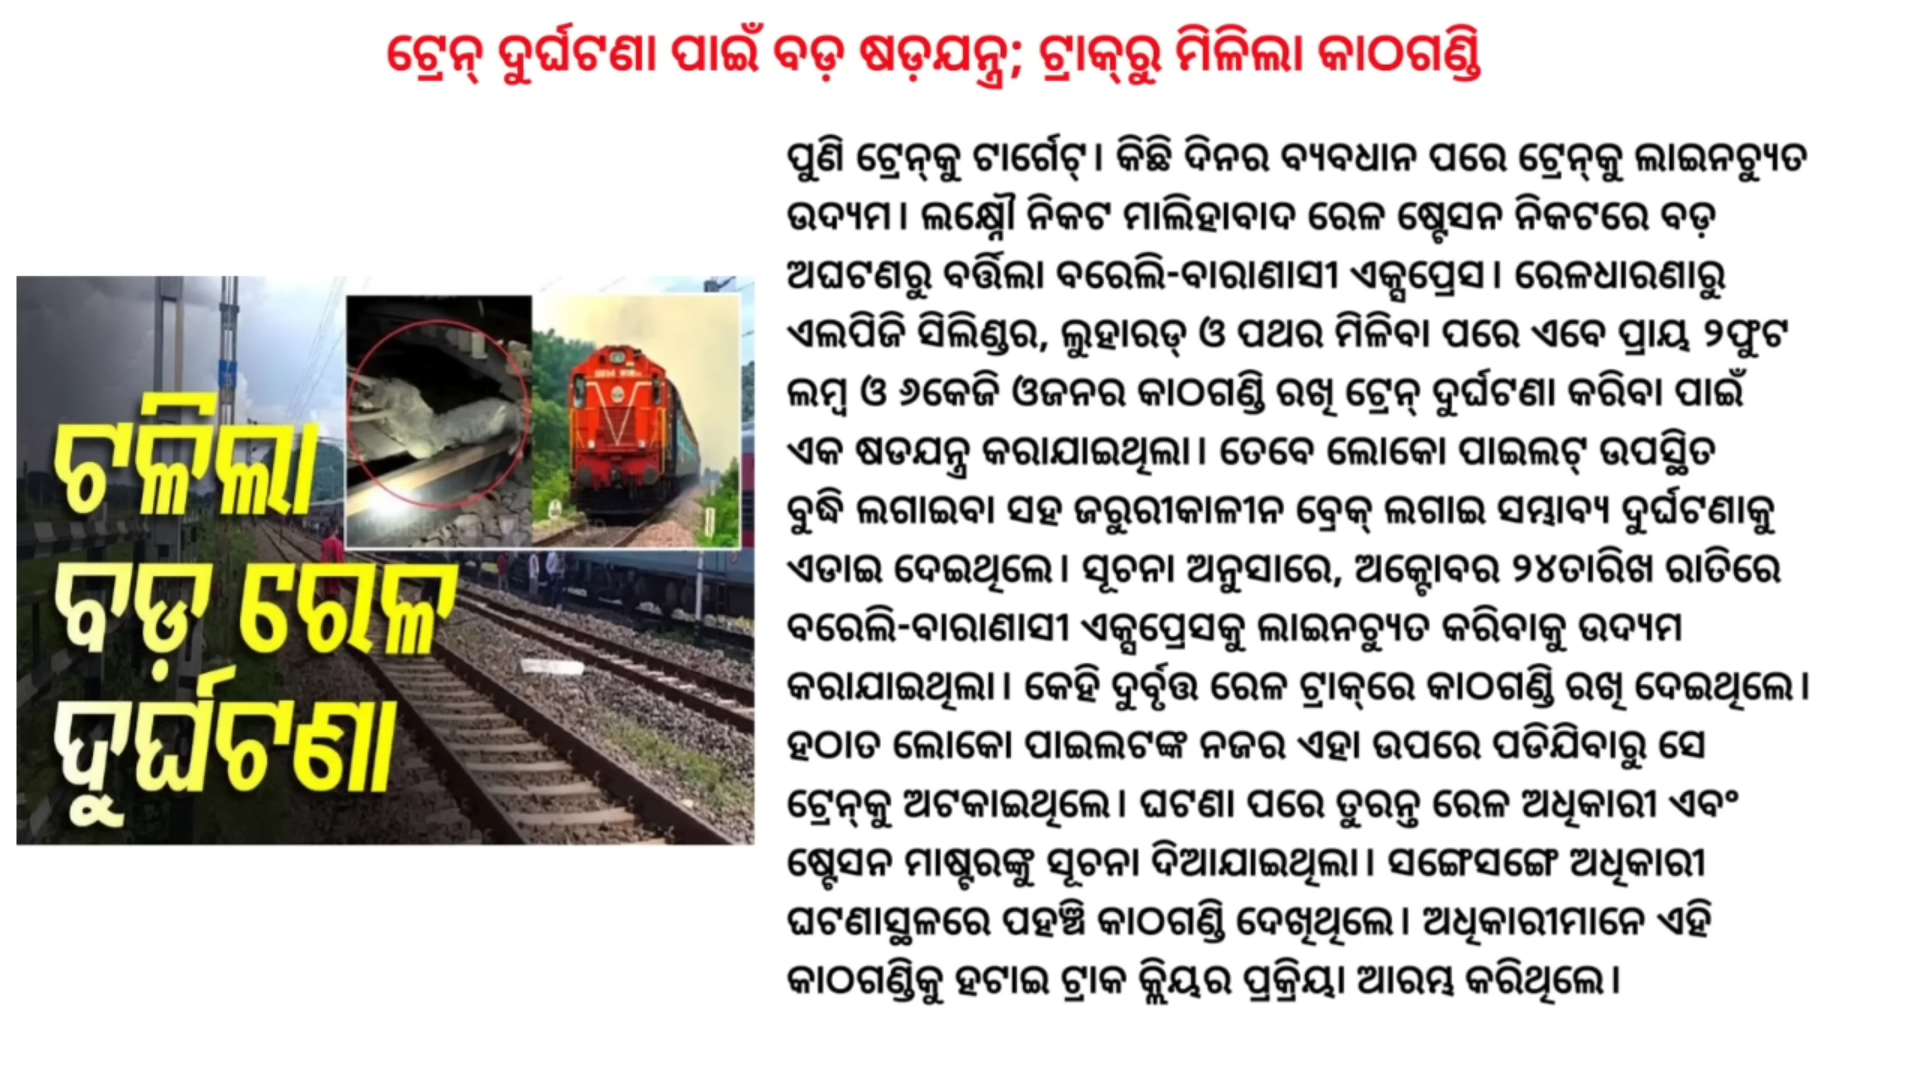 ଟ୍ରେନ୍ ଦୁର୍ଘଟଣା ପାଇଁ ବଡ଼ ଷଡ଼ଯନ୍ତ୍ର; ଟ୍ରାକ୍‌ରୁ ମିଳିଲା କାଠଗଣ୍ଡି
ଟଳିଲା
ବଡ଼ ରେଳ
ଦୁର୍ଘଟଣା
ପୁଣି ଟ୍ରେନ୍‌କୁ ଟାର୍ଗେଟ୍। କିଛି ଦିନର ବ୍ୟବଧାନ ପରେ ଟ୍ରେନ୍‌କୁ ଲାଇନଚ୍ୟୁତ
ଉଦ୍ୟମ। ଲକ୍ଷ୍ନୌ ନିକଟ ମାଲିହାବାଦ ରେଳ ଷ୍ଟେସନ ନିକଟରେ ବଡ଼
ଅଘଟଣରୁ ବର୍ତ୍ତିଲା ବରେଲି-ବାରାଣାସୀ ଏକ୍ସପ୍ରେସ। ରେଳଧାରଣାରୁ
ଏଲପିଜି ସିଲିଣ୍ଡର, ଲୁହାରଡ୍ ଓ ପଥର ମିଳିବା ପରେ ଏବେ ପ୍ରାୟ ୨ଫୁଟ
ଲମ୍ବ ଓ ୬କେଜି ଓଜନର କାଠଗଣ୍ଡି ରଖି ଟ୍ରେନ୍ ଦୁର୍ଘଟଣା କରିବା ପାଇଁ
ଏକ ଷଡଯନ୍ତ୍ର କରାଯାଇଥିଲା। ତେବେ ଲୋକୋ ପାଇଲଟ୍ ଉପସ୍ଥିତ
ବୁଦ୍ଧି ଲଗାଇବା ସହ ଜରୁରୀକାଳୀନ ବ୍ରେକ୍ ଲଗାଇ ସମ୍ଭାବ୍ୟ ଦୁର୍ଘଟଣାକୁ
ଏଡାଇ ଦେଇଥିଲେ। ସୂଚନା ଅନୁସାରେ, ଅକ୍ଟୋବର ୨୪ତାରିଖ ରାତିରେ
ବରେଲି-ବାରାଣାସୀ ଏକ୍ସପ୍ରେସକୁ ଲାଇନଚ୍ୟୁତ କରିବାକୁ ଉଦ୍ୟମ
କରାଯାଇଥିଲା। କେହି ଦୁର୍ବୃତ୍ତ ରେଳ ଟ୍ରାକ୍‌ରେ କାଠଗଣ୍ଡି ରଖି ଦେଇଥିଲେ।
ହଠାତ ଲୋକୋ ପାଇଲଟଙ୍କ ନଜର ଏହା ଉପରେ ପଡିଯିବାରୁ ସେ
ଟ୍ରେନ୍‌କୁ ଅଟକାଇଥିଲେ। ଘଟଣା ପରେ ତୁରନ୍ତ ରେଳ ଅଧିକାରୀ ଏବଂ
ଷ୍ଟେସନ ମାଷ୍ଟରଙ୍କୁ ସୂଚନା ଦିଆଯାଇଥିଲା। ସଙ୍ଗେସଙ୍ଗେ ଅଧିକାରୀ
ଘଟଣାସ୍ଥଳରେ ପହଞ୍ଚି କାଠଗଣ୍ଡି ଦେଖିଥିଲେ। ଅଧିକାରୀମାନେ ଏହି
କାଠଗଣ୍ଡିକୁ ହଟାଇ ଟ୍ରାକ କ୍ଲିୟର ପ୍ରକ୍ରିୟା ଆରମ୍ଭ କରିଥିଲେ।